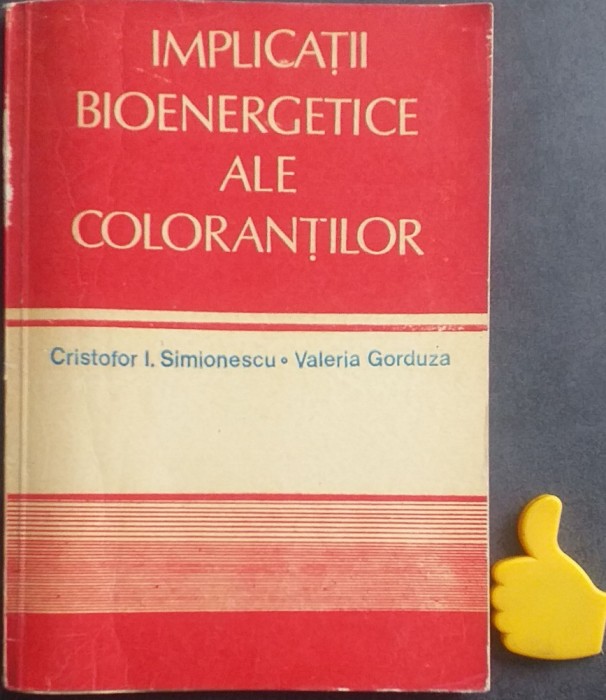 IMPLICAȚII
BIOENERGETICE
ALE
COLORANȚILOR
Cristofor I. Simionescu • Valeria Gorduza